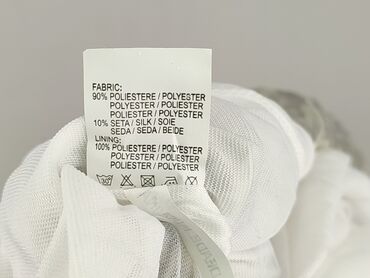 FABRIC:
90% POLIESTERE / POLYESTER
POLYESTER / POLIESTER
POLIESTER / POLYESTER
10% SETA / SILK / SOIE
SEDA / SEDA / BEIDE
LINING:
100% POLIESTERE / POLYESTER
POLYESTER / POLIESTER
POLIESTER / POLYESTER
30°